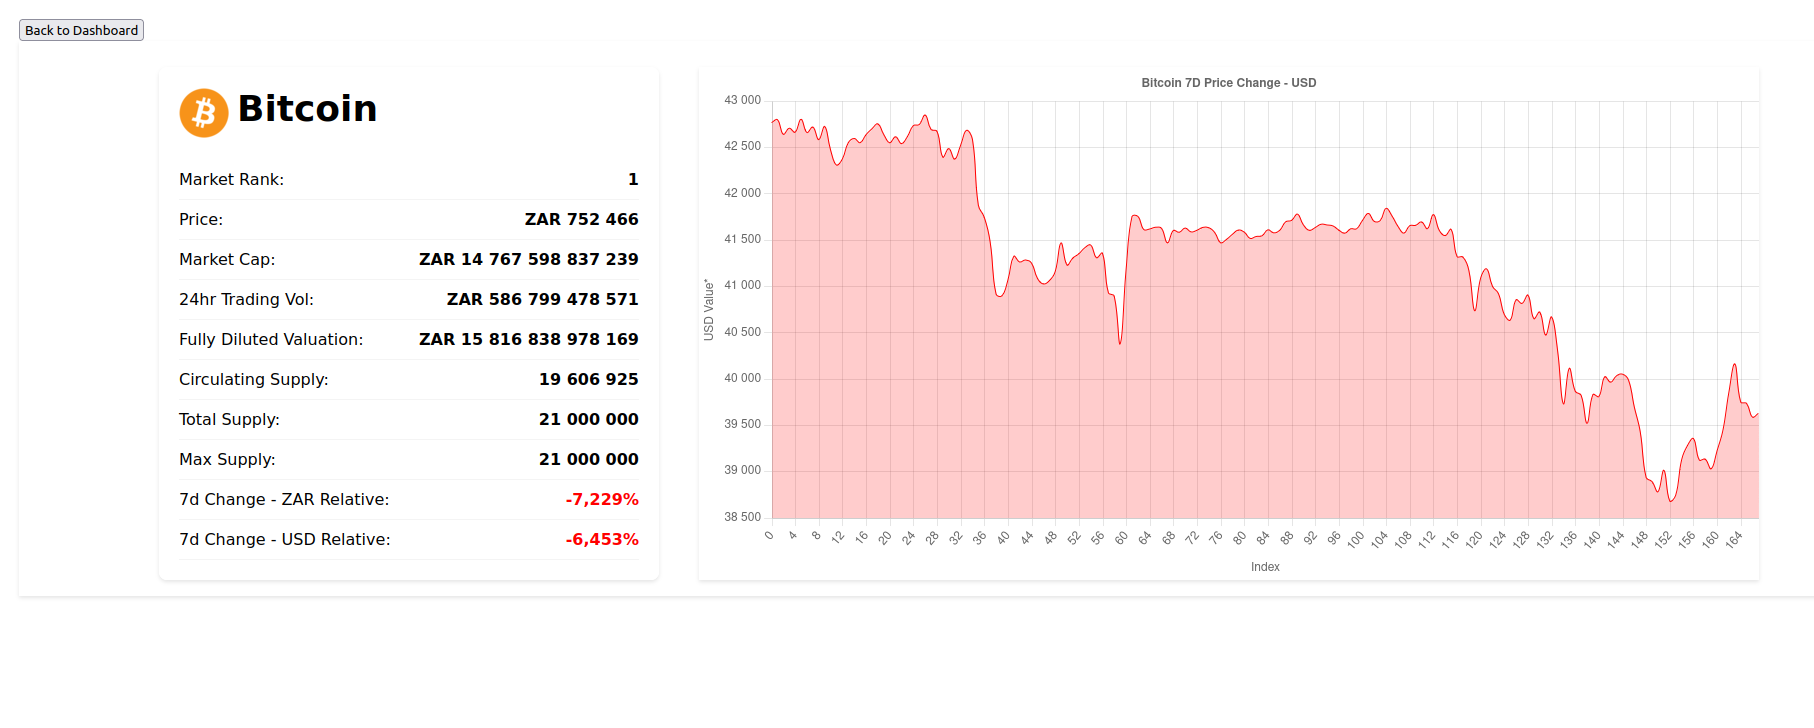 Back to Dashboard
Bitcoin
Market Rank: 1
Price: ZAR 752 466
Market Cap: ZAR 14 767 598 837 239
24hr Trading Vol: ZAR 586 799 478 571
Fully Diluted Valuation: ZAR 15 816 838 978 169
Circulating Supply: 19 606 925
Total Supply: 21 000 000
Max Supply: 21 000 000
7d Change - ZAR Relative: -7,229%
7d Change - USD Relative: -6,453%
Bitcoin 7D Price Change - USD
USD Value*
43 000
42 500
42 000
41 500
41 000
40 500
40 000
39 500
39 000
38 500
0 4 8 12 16 20 24 28 32 36 40 44 48 52 56 60 64 68 72 76 80 84 88 92 96 100 104 108 112 116 120 124 128 132 136 140 144 148 152 156 160 164
Index